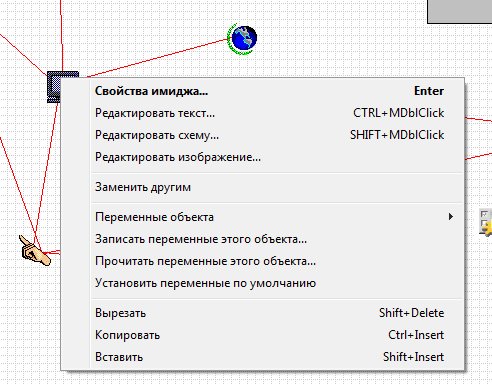 Свойства имиджа... Enter
Редактировать текст... CTRL+MDblClick
Редактировать схему... SHIFT+MDblClick
Редактировать изображение...
Заменить другим
Переменные объекта
Записать переменные этого объекта...
Прочитать переменные этого объекта...
Установить переменные по умолчанию
Вырезать Shift+Delete
Копировать Ctrl+Insert
Вставить Shift+Insert